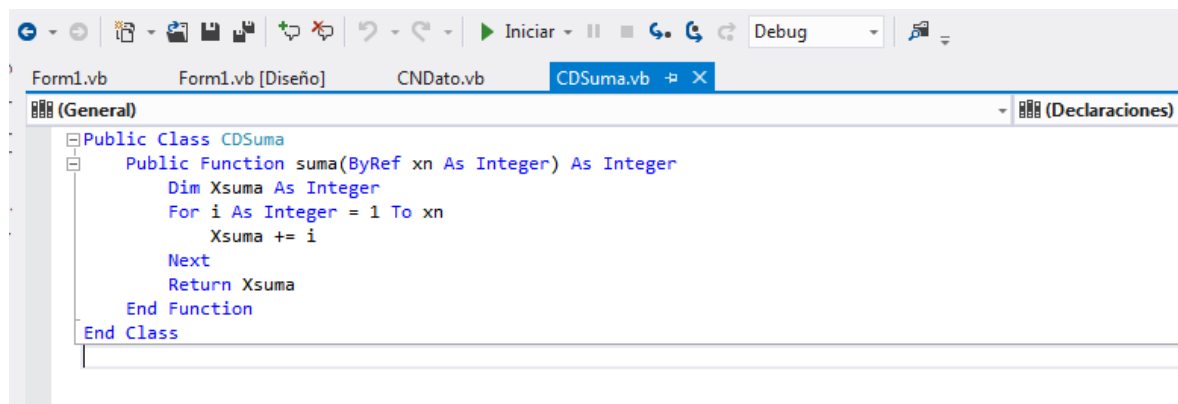 Iniciar
Debug
Form1.vb
Form1.vb [Diseño]
CNDato.vb
CDSuma.vb
(General)
(Declaraciones)
Public Class CDSuma
Public Function suma(ByRef xn As Integer) As Integer
Dim Xsuma As Integer
For i As Integer = 1 To xn
Xsuma += i
Next
Return Xsuma
End Function
End Class